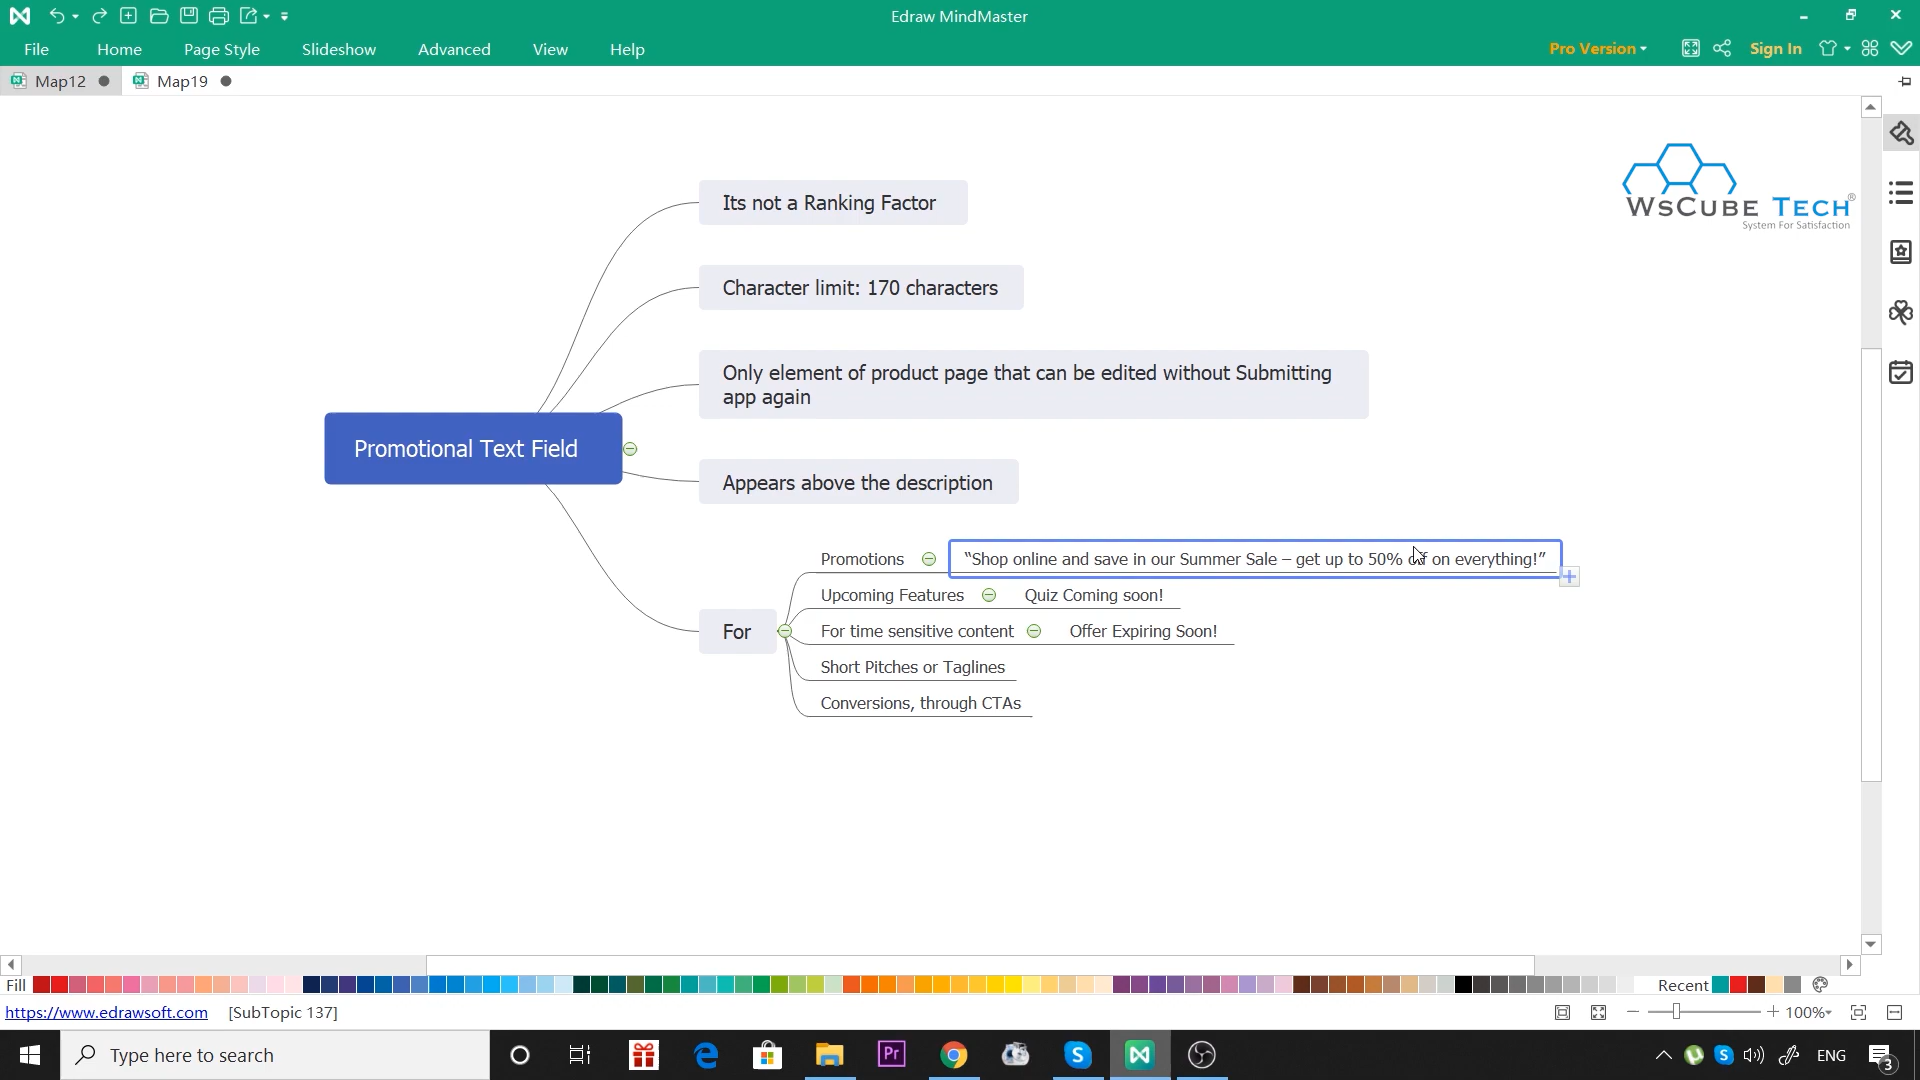 Edraw MindMaster
File Home Page Style Slideshow Advanced View Help
Pro Version Sign In
Map12 Map19
WsCube Tech®
System For Satisfaction
Its not a Ranking Factor
Character limit: 170 characters
Only element of product page that can be edited without Submitting
app again
Promotional Text Field
Appears above the description
Promotions “Shop online and save in our Summer Sale – get up to 50% off on everything!”
Upcoming Features Quiz Coming soon!
For
For time sensitive content Offer Expiring Soon!
Short Pitches or Taglines
Conversions, through CTAs
Fill Recent
https://www.edrawsoft.com [SubTopic 137] 100%
Type here to search Pr ENG 3